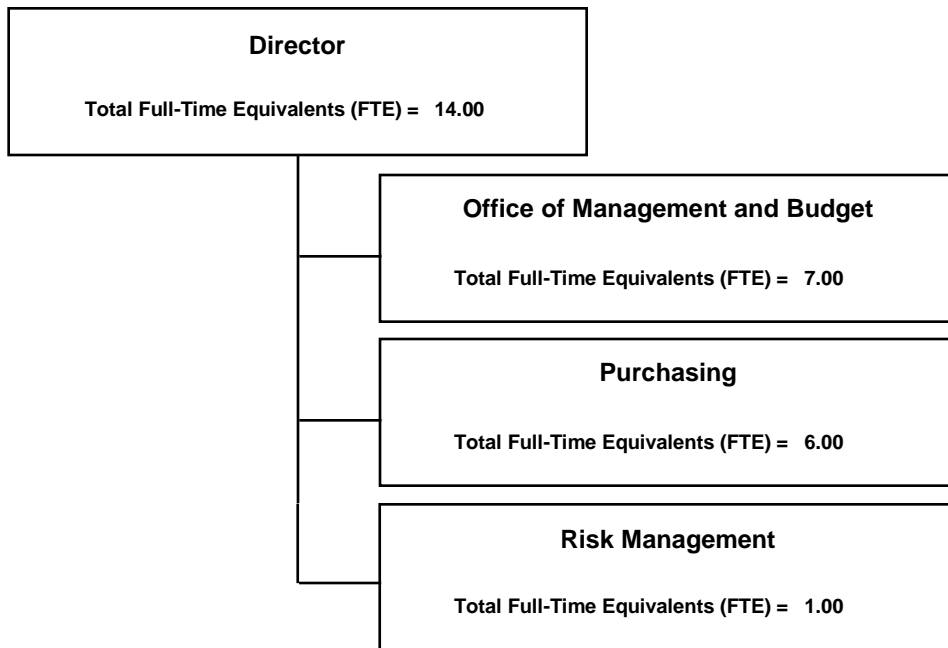 Director
Total Full-Time Equivalents (FTE) = 14.00
Office of Management and Budget
Total Full-Time Equivalents (FTE) = 7.00
Purchasing
Total Full-Time Equivalents (FTE) = 6.00
Risk Management
Total Full-Time Equivalents (FTE) = 1.00